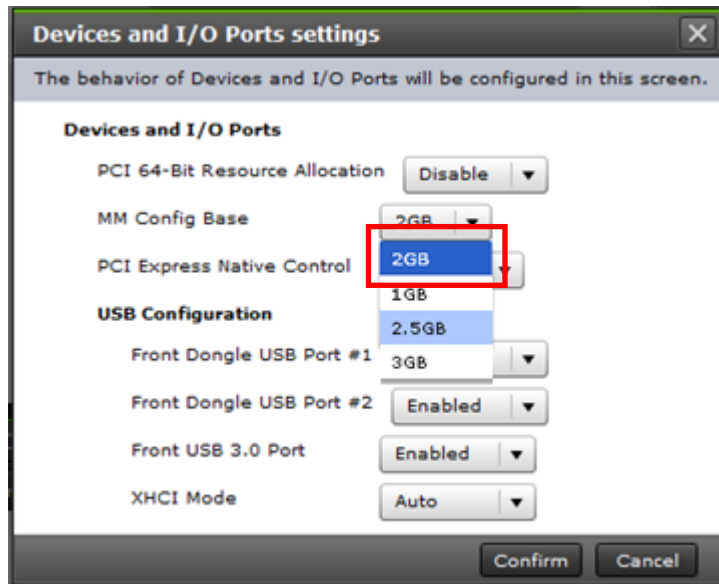 Devices and I/O Ports settings
The behavior of Devices and I/O Ports will be configured in this screen.
Devices and I/O Ports
PCI 64-Bit Resource Allocation Disable
MM Config Base 2GB
2GB
PCI Express Native Control
1GB
USB Configuration
2.5GB
Front Dongle USB Port #1
3GB
Front Dongle USB Port #2 Enabled
Front USB 3.0 Port Enabled
XHCI Mode Auto
Confirm Cancel